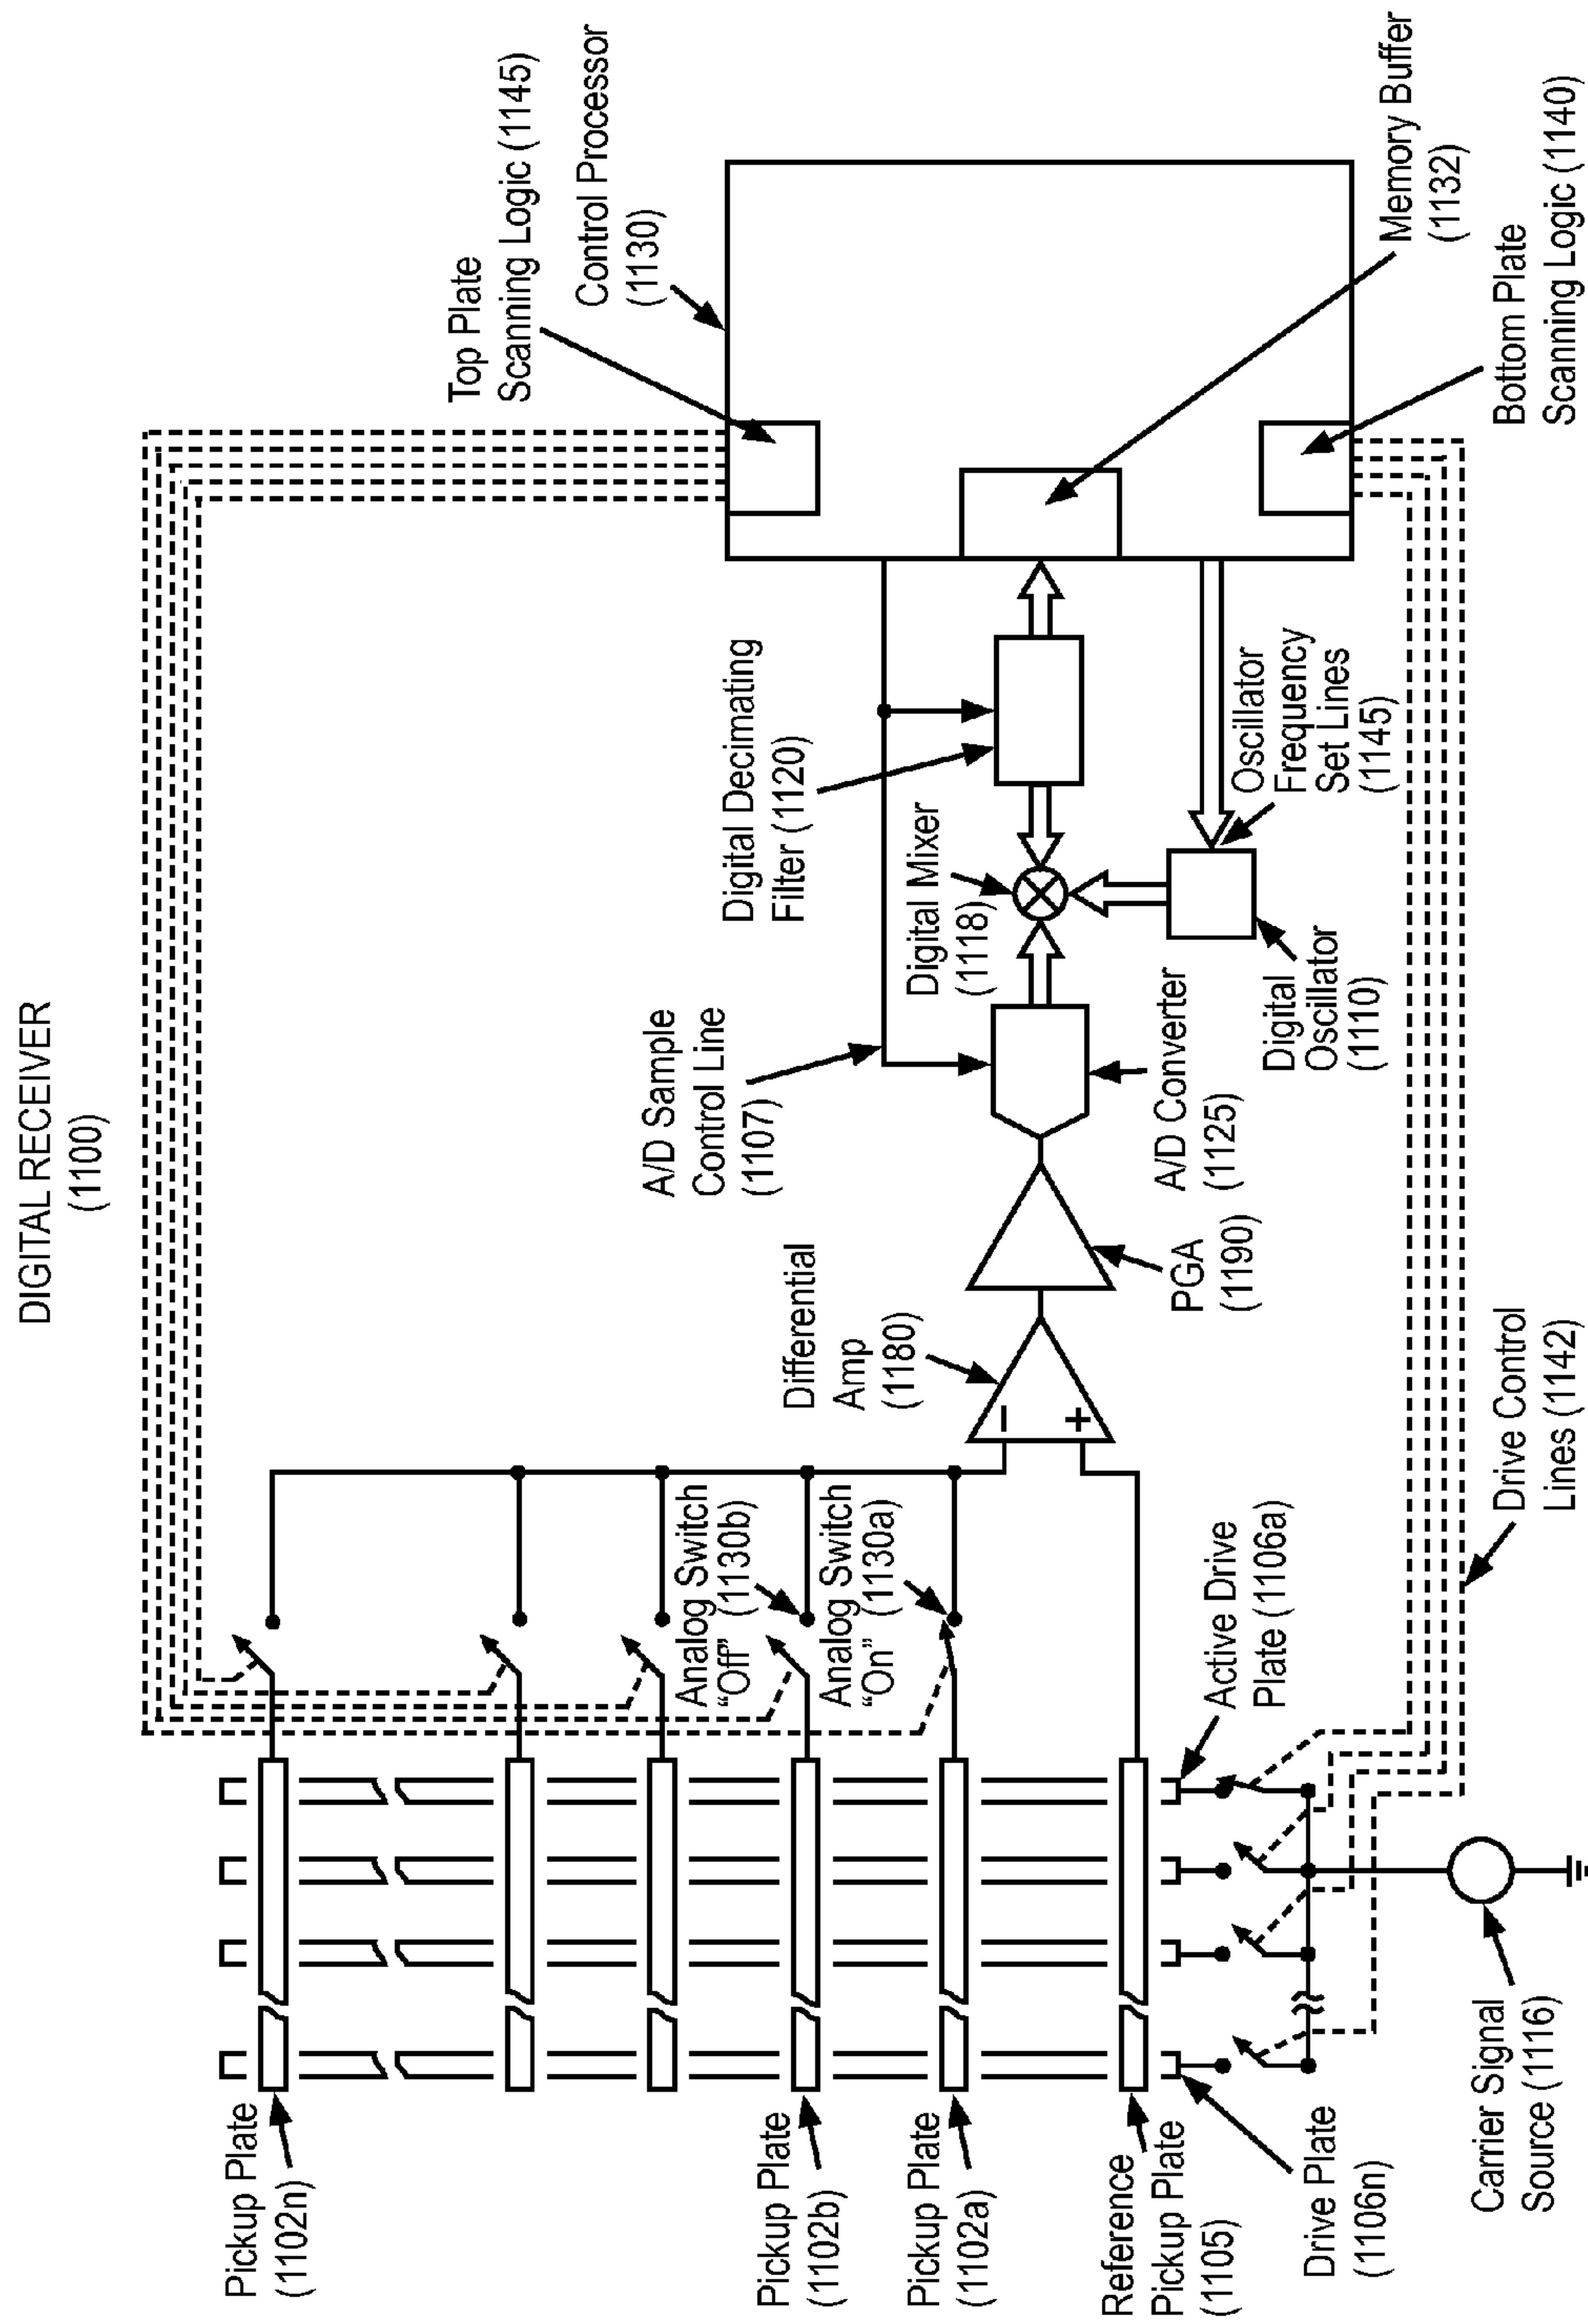 DIGITAL RECEIVER
(1100)
Top Plate
Scanning Logic (1145)
Control Processor
(1130)
Memory Buffer
(1132)
Bottom Plate
Scanning Logic (1140)
Digital Decimating
Filter (1120)
Digital Mixer
(1118)
Oscillator
Frequency
Set Lines
(1145)
Digital
Oscillator
(1110)
A/D Sample
Control Line
(1107)
A/D Converter
(1125)
PGA
(1190)
Differential
Amp
(1180)
−
+
Analog Switch
"Off" (1130b)
Analog Switch
"On" (1130a)
Active Drive
Plate (1106a)
Drive Control
Lines (1142)
Pickup Plate
(1102n)
Pickup Plate
(1102b)
Pickup Plate
(1102a)
Reference
Pickup Plate
(1105)
Drive Plate
(1106n)
Carrier Signal
Source (1116)